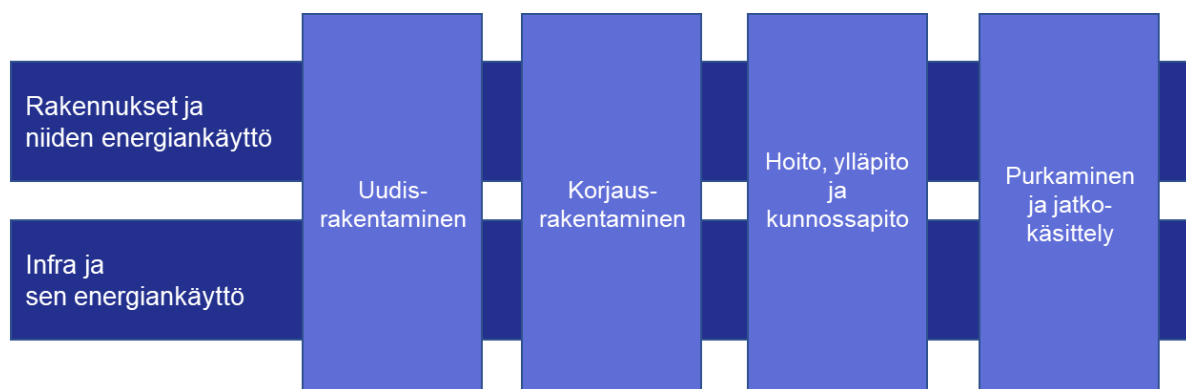 Rakennukset ja
niiden energiankäyttö
Infra ja
sen energiankäyttö
Uudis-
rakentaminen
Korjaus-
rakentaminen
Hoito, ylläpito
ja
kunnossapito
Purkaminen
ja jatko-
käsittely